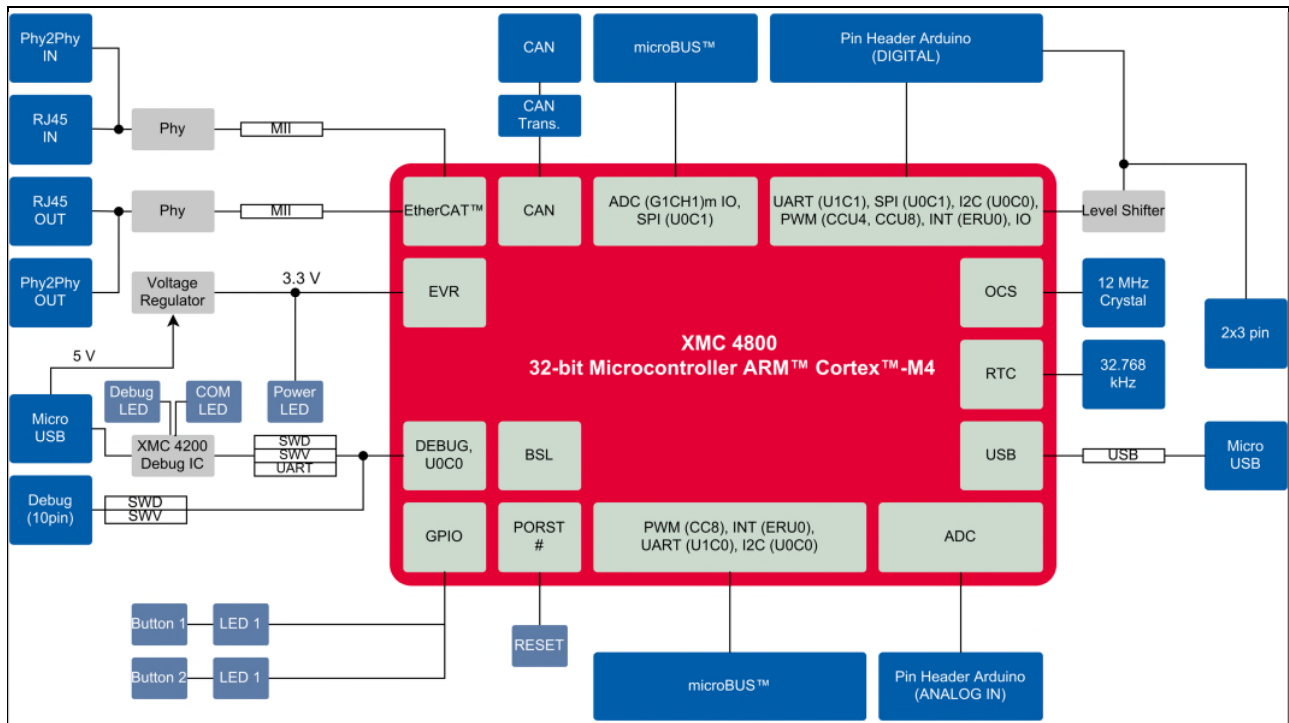 Phy2Phy
IN
CAN
microBUS™
Pin Header Arduino
(DIGITAL)
RJ45
IN
Phy
MII
CAN
Trans.
RJ45
OUT
Phy
MII
EtherCAT™
CAN
ADC (G1CH1)m IO,
SPI (U0C1)
UART (U1C1), SPI (U0C1), I2C (U0C0),
PWM (CCU4, CCU8), INT (ERU0), IO
Level Shifter
Phy2Phy
OUT
Voltage
Regulator
3.3 V
EVR
OCS
12 MHz
Crystal
2x3 pin
XMC 4800
32-bit Microcontroller ARM™ Cortex™-M4
5 V
RTC
32.768
kHz
Debug
LED
COM
LED
Power
LED
Micro
USB
XMC 4200
Debug IC
SWD
SWV
UART
DEBUG,
U0C0
BSL
USB
USB
Micro
USB
Debug
(10pin)
SWD
SWV
GPIO
PORST
#
PWM (CC8), INT (ERU0),
UART (U1C0), I2C (U0C0)
ADC
Button 1
LED 1
RESET
Button 2
LED 1
microBUS™
Pin Header Arduino
(ANALOG IN)